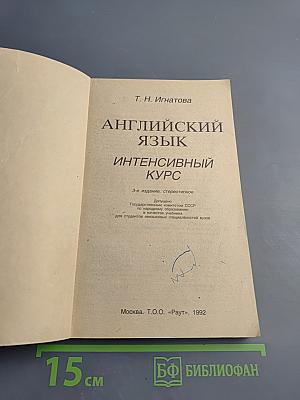 Т. Н. Игнатова
АНГЛИЙСКИЙ
ЯЗЫК
ИНТЕНСИВНЫЙ
КУРС
3-е издание, стереотипное
Допущено
Государственным комитетом СССР
по народному образованию
в качестве учебника
для студентов неязыковых специальностей вузов
Москва. Т.О.О. «Раут». 1992
15 см
БФ БИБЛИОФАН